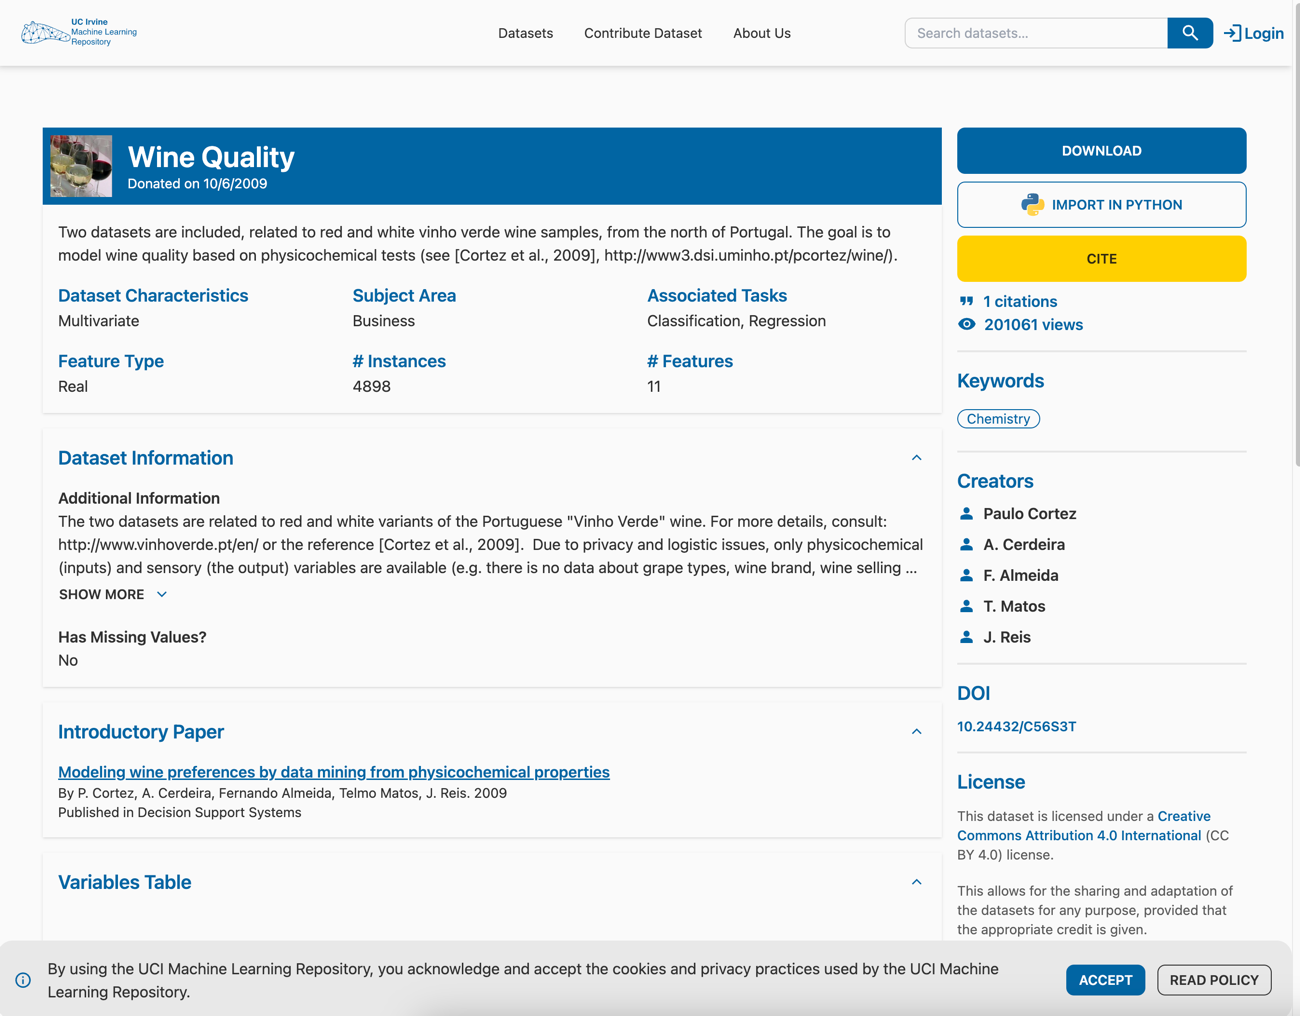 UC Irvine
Machine Learning
Repository
Datasets
Contribute Dataset
About Us
Search datasets...
Login
Wine Quality
Donated on 10/6/2009
Two datasets are included, related to red and white vinho verde wine samples, from the north of Portugal. The goal is to
model wine quality based on physicochemical tests (see [Cortez et al., 2009], http://www3.dsi.uminho.pt/pcortez/wine/).
Dataset Characteristics
Multivariate
Subject Area
Business
Associated Tasks
Classification, Regression
Feature Type
Real
# Instances
4898
# Features
11
Dataset Information
Additional Information
The two datasets are related to red and white variants of the Portuguese "Vinho Verde" wine. For more details, consult:
http://www.vinhoverde.pt/en/ or the reference [Cortez et al., 2009].  Due to privacy and logistic issues, only physicochemical
(inputs) and sensory (the output) variables are available (e.g. there is no data about grape types, wine brand, wine selling ...
SHOW MORE
Has Missing Values?
No
Introductory Paper
Modeling wine preferences by data mining from physicochemical properties
By P. Cortez, A. Cerdeira, Fernando Almeida, Telmo Matos, J. Reis. 2009
Published in Decision Support Systems
Variables Table
DOWNLOAD
IMPORT IN PYTHON
CITE
1 citations
201061 views
Keywords
Chemistry
Creators
Paulo Cortez
A. Cerdeira
F. Almeida
T. Matos
J. Reis
DOI
10.24432/C56S3T
License
This dataset is licensed under a Creative
Commons Attribution 4.0 International (CC
BY 4.0) license.
This allows for the sharing and adaptation of
the datasets for any purpose, provided that
the appropriate credit is given.
By using the UCI Machine Learning Repository, you acknowledge and accept the cookies and privacy practices used by the UCI Machine
Learning Repository.
ACCEPT
READ POLICY